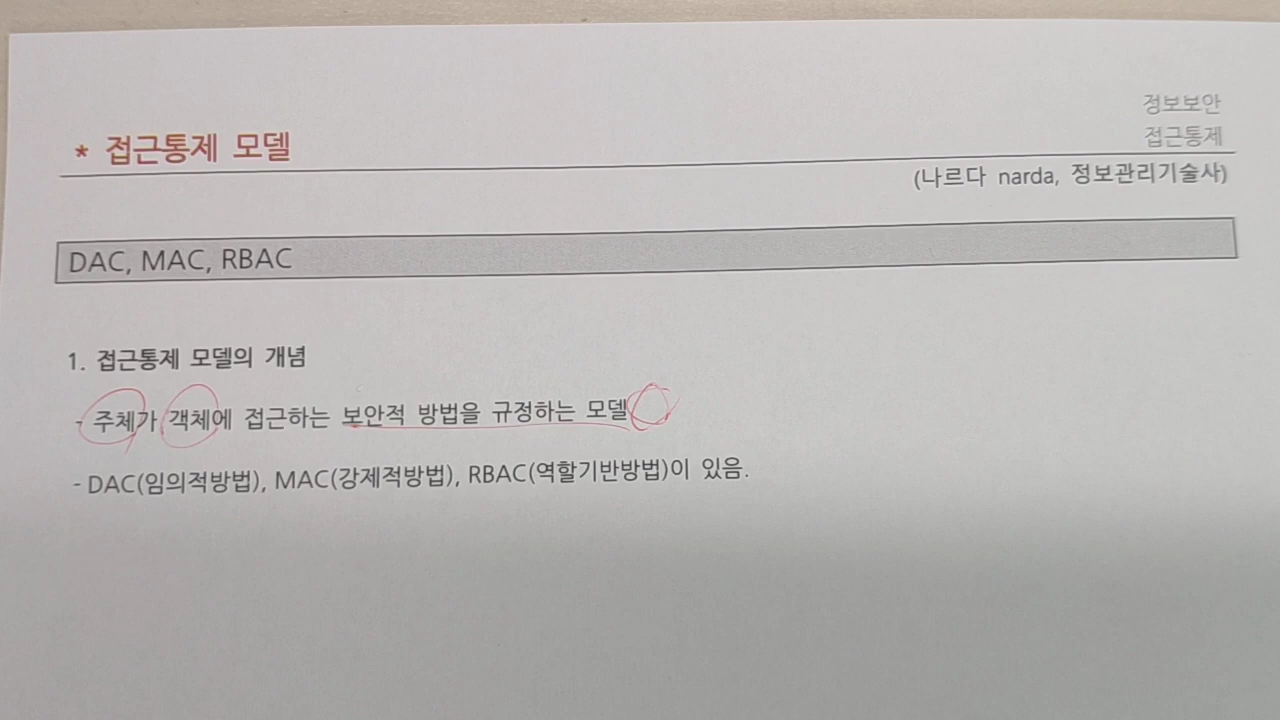 정보보안
접근통제
* 접근통제 모델
(나르다 narda, 정보관리기술사)
DAC, MAC, RBAC
1. 접근통제 모델의 개념
- 주체가 객체에 접근하는 보안적 방법을 규정하는 모델
- DAC(임의적방법), MAC(강제적방법), RBAC(역할기반방법)이 있음.